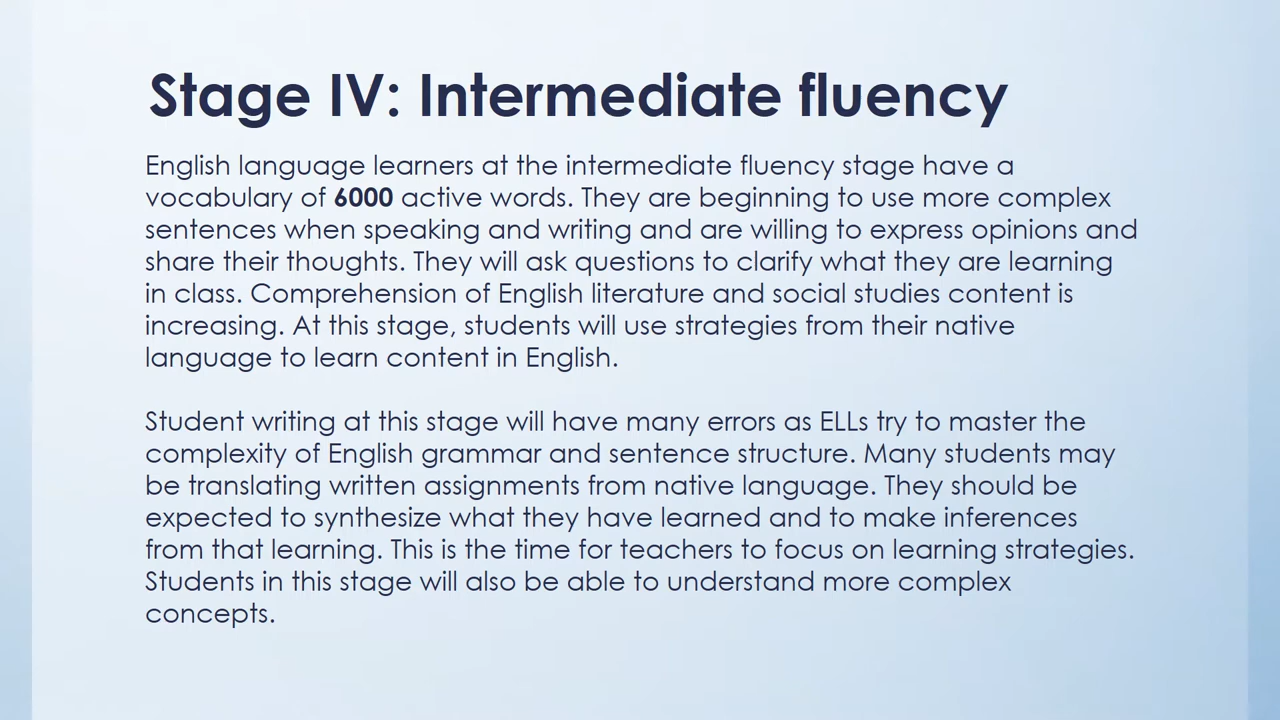 Stage IV: Intermediate fluency
English language learners at the intermediate fluency stage have a
vocabulary of 6000 active words. They are beginning to use more complex
sentences when speaking and writing and are willing to express opinions and
share their thoughts. They will ask questions to clarify what they are learning
in class. Comprehension of English literature and social studies content is
increasing. At this stage, students will use strategies from their native
language to learn content in English.
Student writing at this stage will have many errors as ELLs try to master the
complexity of English grammar and sentence structure. Many students may
be translating written assignments from native language. They should be
expected to synthesize what they have learned and to make inferences
from that learning. This is the time for teachers to focus on learning strategies.
Students in this stage will also be able to understand more complex
concepts.